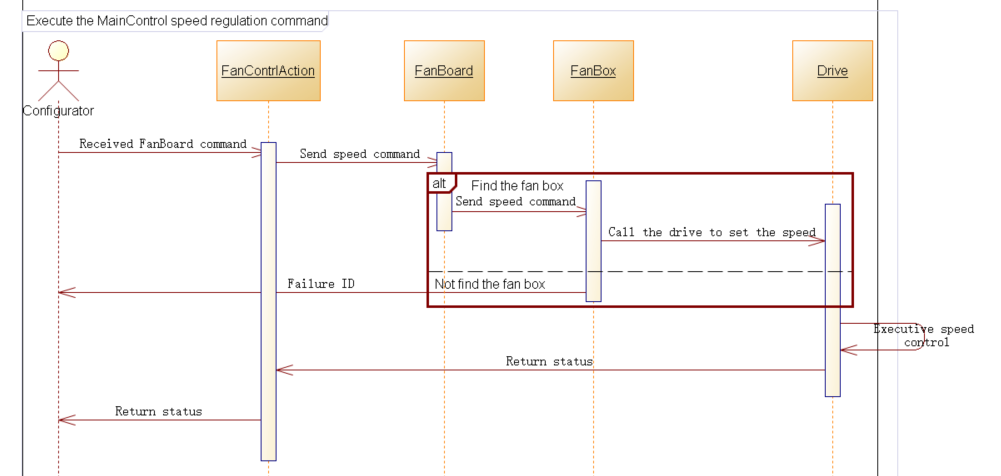 Execute the MainControl speed regulation command
FanContrlAction
FanBoard
FanBox
Drive
Configurator
Received FanBoard command
Send speed command
alt
Find the fan box
Send speed command
Call the drive to set the speed
Failure ID
Not find the fan box
Executive speed
control
Return status
Return status